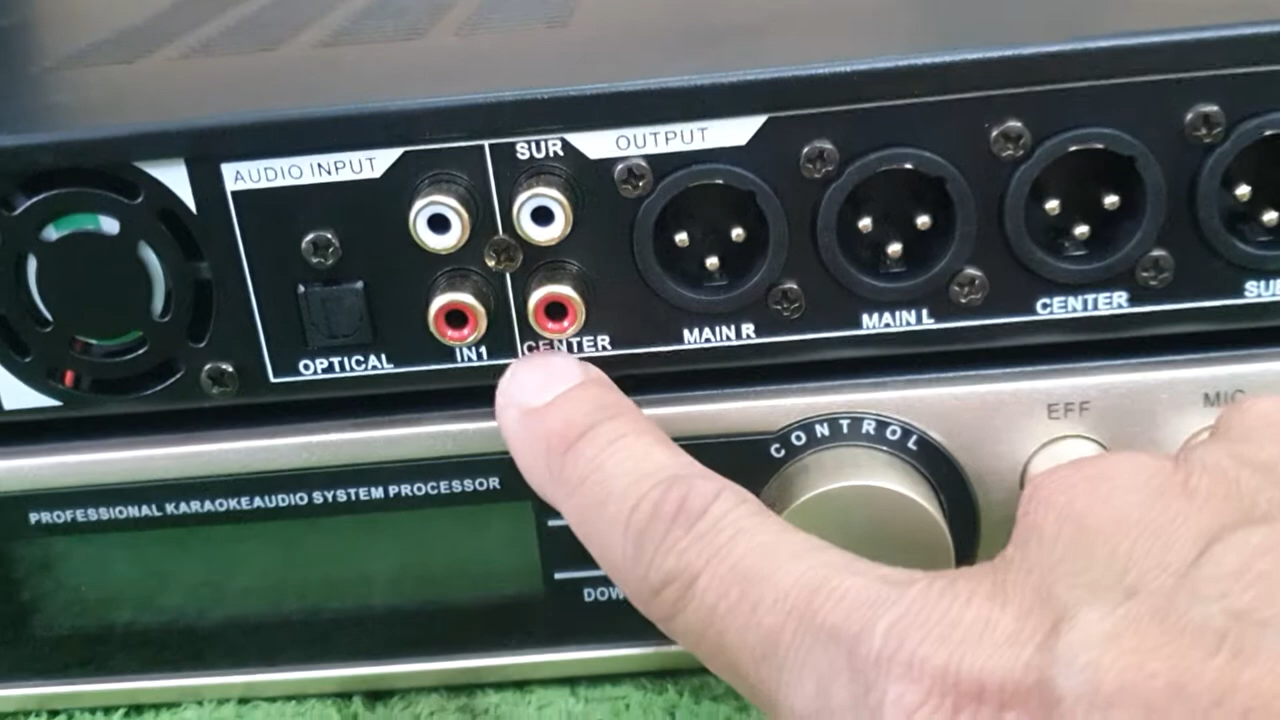 AUDIO INPUT
SUR
OUTPUT
OPTICAL
IN1
CENTER
MAIN R
MAIN L
CENTER
CONTROL
EFF
MIC
PROFESSIONAL KARAOKEAUDIO SYSTEM PROCESSOR